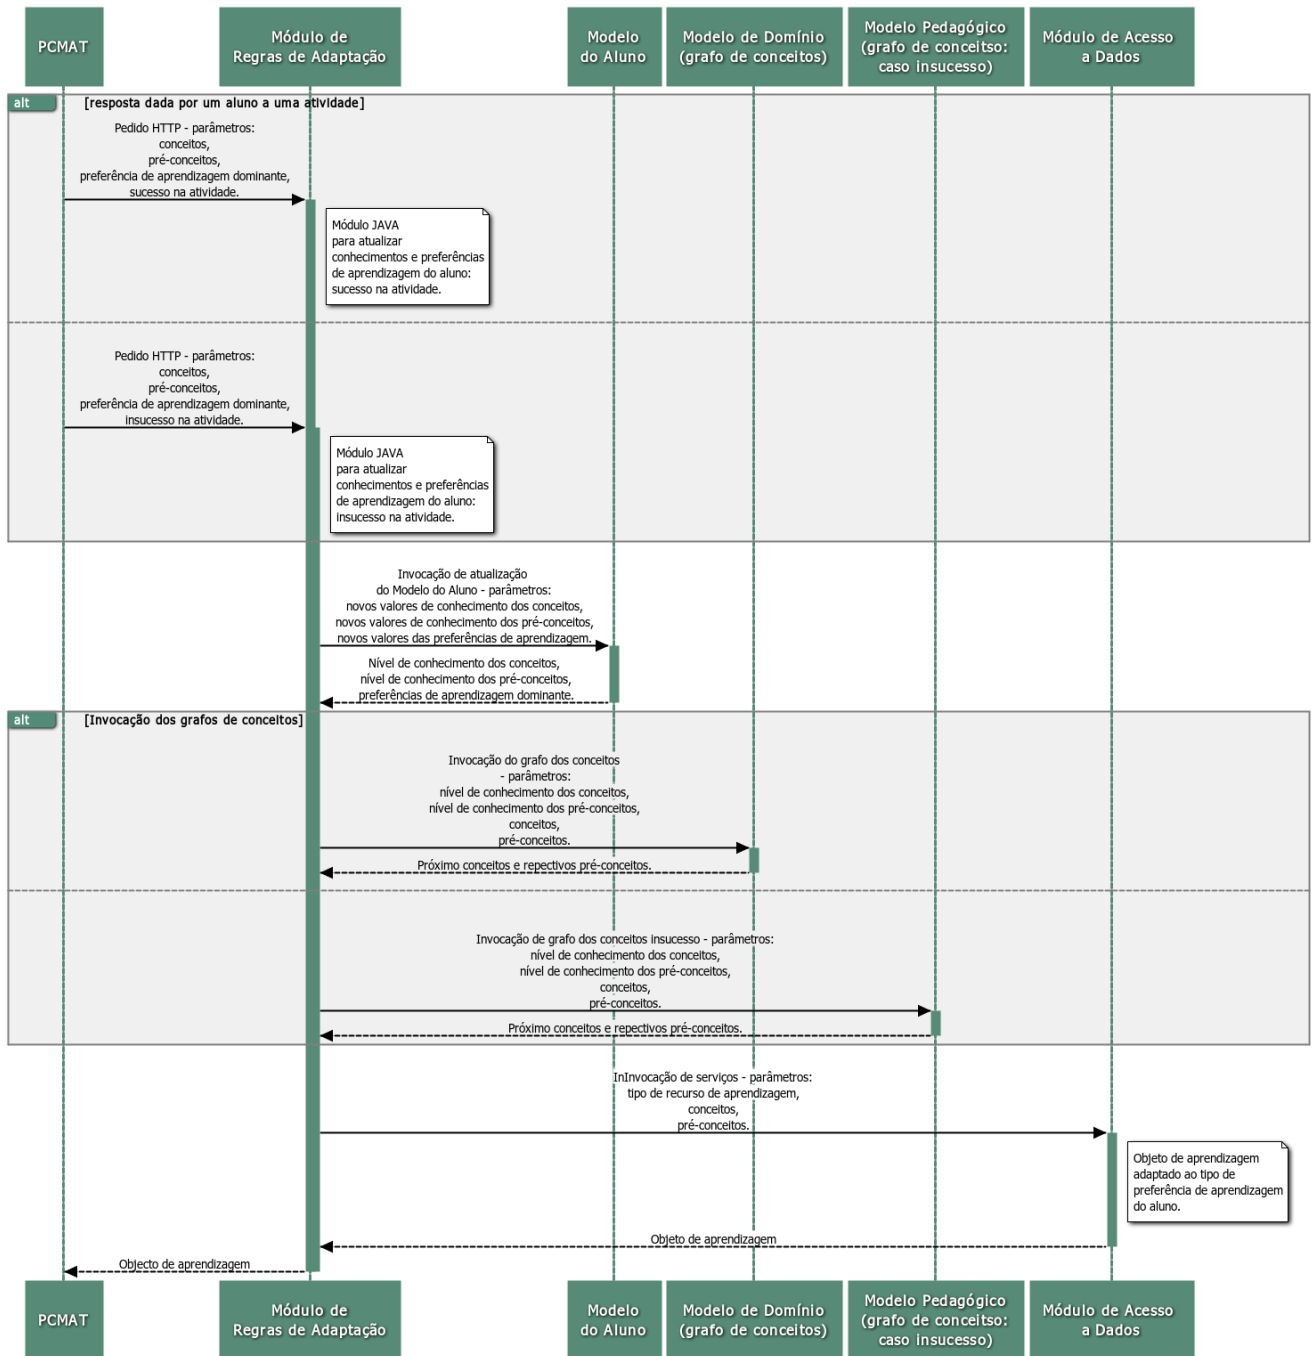 PCMAT
Módulo de
Regras de Adaptação
Modelo
do Aluno
Modelo de Domínio
(grafo de conceitos)
Modelo Pedagógico
(grafo de conceitso:
caso insucesso)
Módulo de Acesso
a Dados
alt
[resposta dada por um aluno a uma atividade]
Pedido HTTP - parâmetros:
conceitos,
pré-conceitos,
preferência de aprendizagem dominante,
sucesso na atividade.
Módulo JAVA
para atualizar
conhecimentos e preferências
de aprendizagem do aluno:
sucesso na atividade.
Pedido HTTP - parâmetros:
conceitos,
pré-conceitos,
preferência de aprendizagem dominante,
insucesso na atividade.
Módulo JAVA
para atualizar
conhecimentos e preferências
de aprendizagem do aluno:
insucesso na atividade.
Invocação de atualização
do Modelo do Aluno - parâmetros:
novos valores de conhecimento dos conceitos,
novos valores de conhecimento dos pré-conceitos,
novos valores das preferências de aprendizagem.
Nível de conhecimento dos conceitos,
nível de conhecimento dos pré-conceitos,
preferências de aprendizagem dominante.
alt
[Invocação dos grafos de conceitos]
Invocação do grafo dos conceitos
- parâmetros:
nível de conhecimento dos conceitos,
nível de conhecimento dos pré-conceitos,
conceitos,
pré-conceitos.
Próximo conceitos e repectivos pré-conceitos.
Invocação de grafo dos conceitos insucesso - parâmetros:
nível de conhecimento dos conceitos,
nível de conhecimento dos pré-conceitos,
conceitos,
pré-conceitos.
Próximo conceitos e repectivos pré-conceitos.
InInvocação de serviços - parâmetros:
tipo de recurso de aprendizagem,
conceitos,
pré-conceitos.
Objeto de aprendizagem
adaptado ao tipo de
preferência de aprendizagem
do aluno.
Objeto de aprendizagem
Objecto de aprendizagem
PCMAT
Módulo de
Regras de Adaptação
Modelo
do Aluno
Modelo de Domínio
(grafo de conceitos)
Modelo Pedagógico
(grafo de conceitso:
caso insucesso)
Módulo de Acesso
a Dados